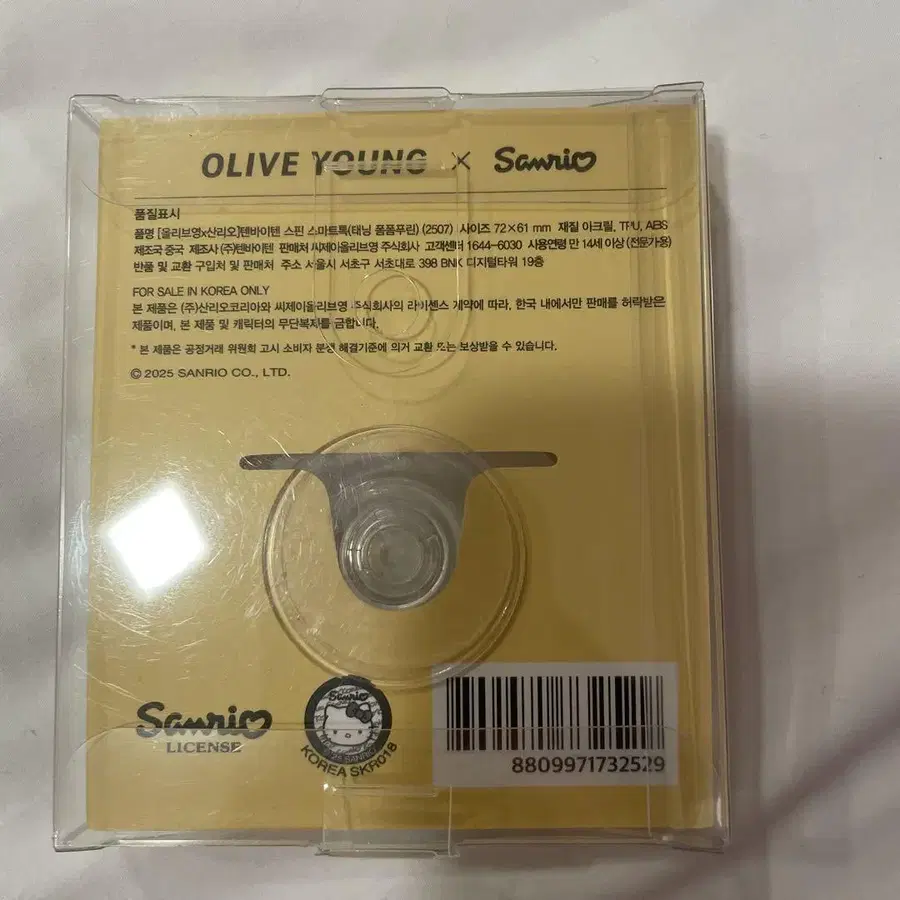 OLIVE YOUNG × Sanrio
품질표시
품명 [올리브영x산리오]텐바이텐 스핀 스마트톡(태닝 폼폼푸린) (2507) 사이즈 72×61 mm 재질 아크릴, TPU, ABS
제조국 중국 제조사 (주)텐바이텐 판매처 씨제이올리브영 주식회사 고객센터 1644-6030 사용연령 만 14세 이상 (전문가용)
반품 및 교환 구입처 및 판매처 주소 서울시 서초구 서초대로 398 BNK 디지털타워 19층
FOR SALE IN KOREA ONLY
본 제품은 (주)산리오코리아와 씨제이올리브영 주식회사의 라이센스 계약에 따라, 한국 내에서만 판매를 허락받은
제품이며, 본 제품 및 캐릭터의 무단복제를 금합니다.
* 본 제품은 공정거래 위원회 고시 소비자 분쟁 해결기준에 의거 교환 또는 보상받을 수 있습니다.
© 2025 SANRIO CO., LTD.
Sanrio
LICENSE
Sanrio
KOREA SKR018
8809971732529